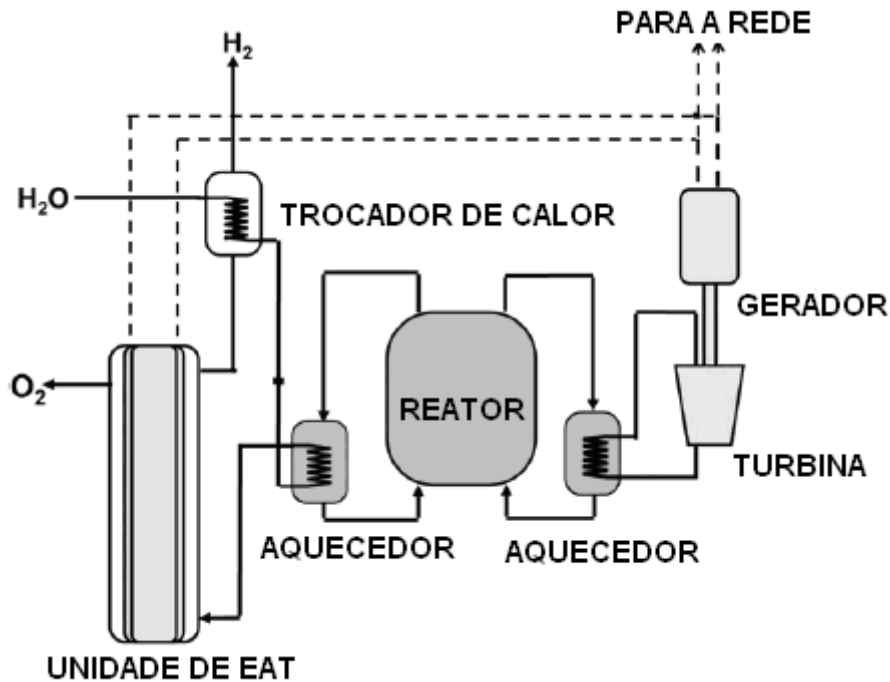 PARA A REDE
H₂
H₂O
TROCADOR DE CALOR
GERADOR
O₂
REATOR
TURBINA
AQUECEDOR
AQUECEDOR
UNIDADE DE EAT